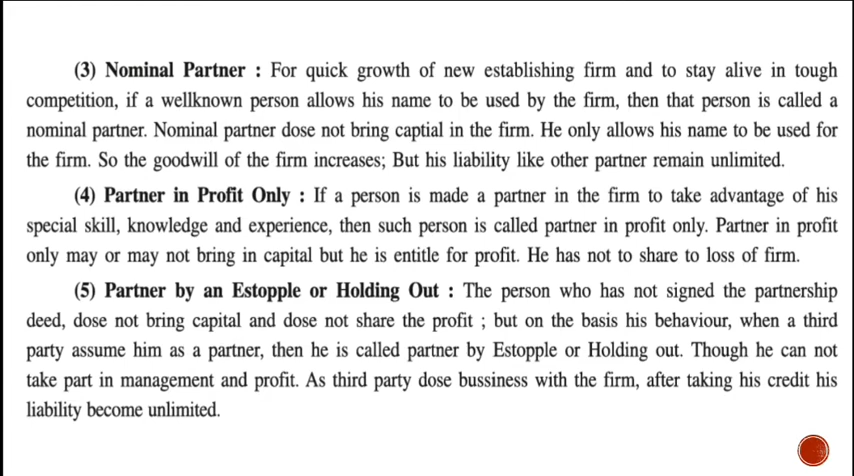 (3) Nominal Partner : For quick growth of new establishing firm and to stay alive in tough
competition, if a wellknown person allows his name to be used by the firm, then that person is called a
nominal partner. Nominal partner dose not bring captial in the firm. He only allows his name to be used for
the firm. So the goodwill of the firm increases; But his liability like other partner remain unlimited.
(4) Partner in Profit Only : If a person is made a partner in the firm to take advantage of his
special skill, knowledge and experience, then such person is called partner in profit only. Partner in profit
only may or may not bring in capital but he is entitle for profit. He has not to share to loss of firm.
(5) Partner by an Estopple or Holding Out : The person who has not signed the partnership
deed, dose not bring capital and dose not share the profit ; but on the basis his behaviour, when a third
party assume him as a partner, then he is called partner by Estopple or Holding out. Though he can not
take part in management and profit. As third party dose bussiness with the firm, after taking his credit his
liability become unlimited.